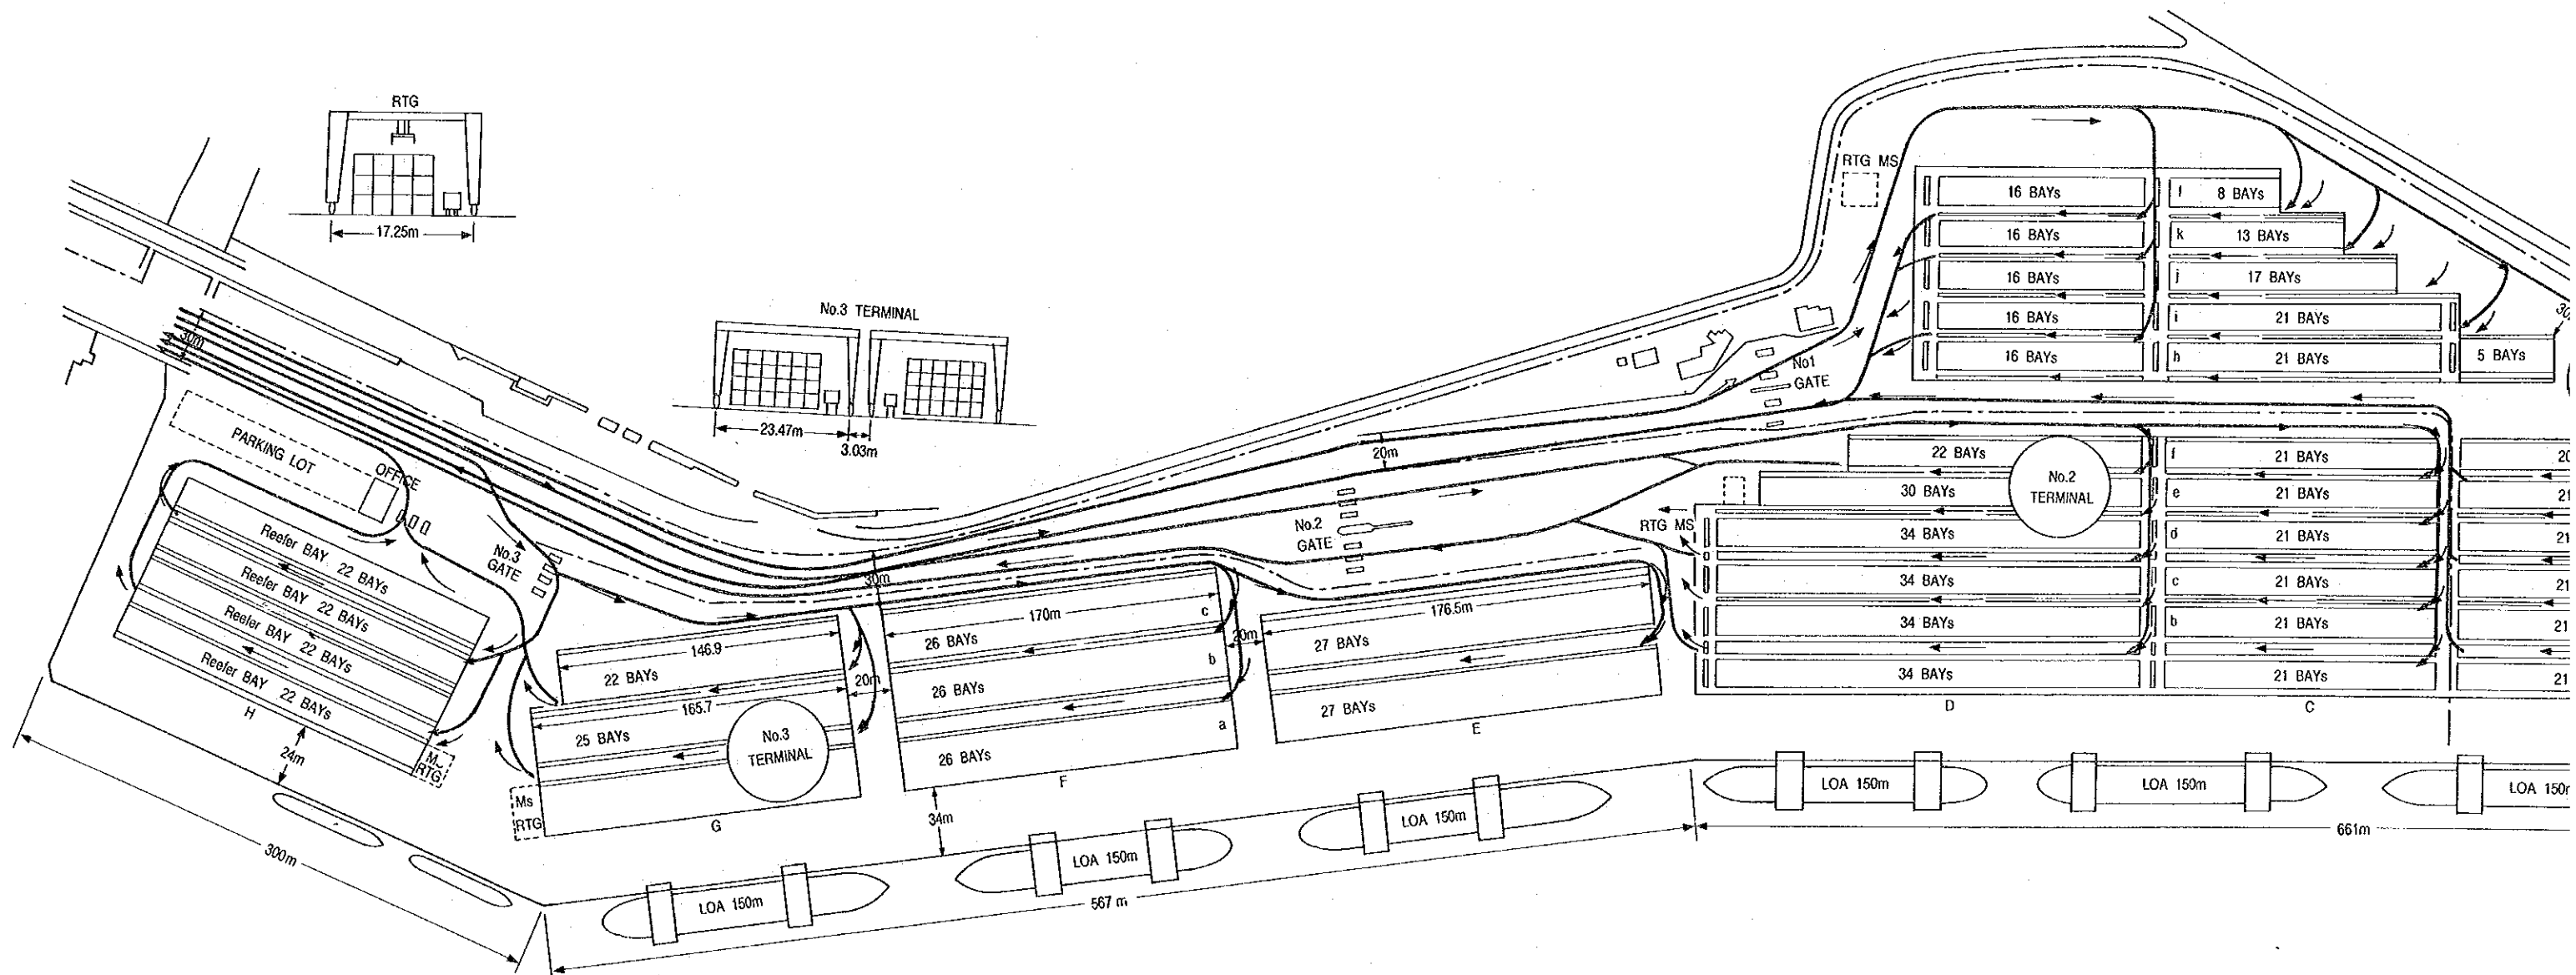 RTG
17.25m
No.3 TERMINAL
23.47m
3.03m
RTG MS
16 BAYs
l
8 BAYs
16 BAYs
k
13 BAYs
16 BAYs
j
17 BAYs
16 BAYs
i
21 BAYs
16 BAYs
h
21 BAYs
5 BAYs
30m
No1
GATE
20m
PARKING LOT
OFFICE
No.3
GATE
No.2
GATE
30m
RTG MS
22 BAYs
f
21 BAYs
20
30 BAYs
e
21 BAYs
21
No.2
TERMINAL
34 BAYs
d
21 BAYs
21
34 BAYs
c
21 BAYs
21
34 BAYs
b
21 BAYs
21
34 BAYs
21 BAYs
21
D
C
Reefer BAY 22 BAYs
Reefer BAY 22 BAYs
Reefer BAY 22 BAYs
Reefer BAY 22 BAYs
H
24m
RTG
300m
146.9
22 BAYs
165.7
25 BAYs
20m
No.3
TERMINAL
Ms
RTG
G
170m
c
26 BAYs
b
26 BAYs
a
26 BAYs
F
34m
20m
176.5m
27 BAYs
27 BAYs
E
LOA 150m
LOA 150m
LOA 150m
567 m
LOA 150m
LOA 150m
LOA 150m
661m